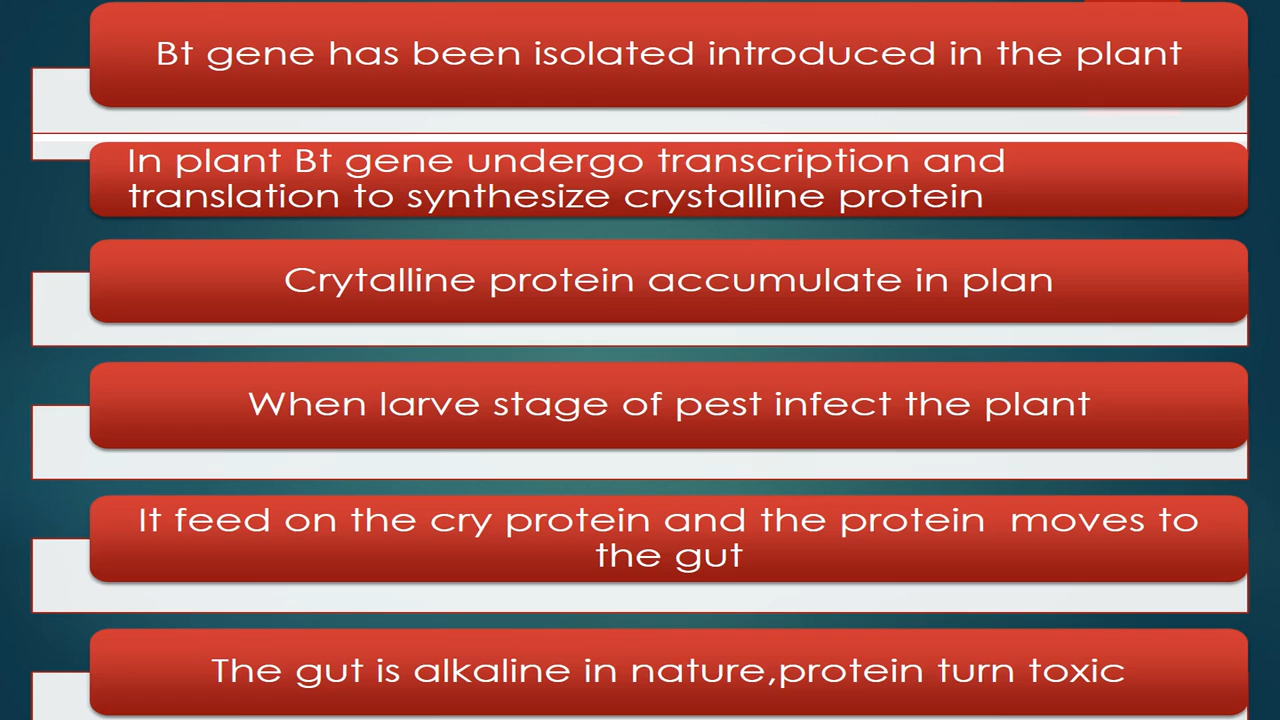 Bt gene has been isolated introduced in the plant
In plant Bt gene undergo transcription and
translation to synthesize crystalline protein
Crytalline protein accumulate in plan
When larve stage of pest infect the plant
It feed on the cry protein and the protein  moves to
the gut
The gut is alkaline in nature,protein turn toxic